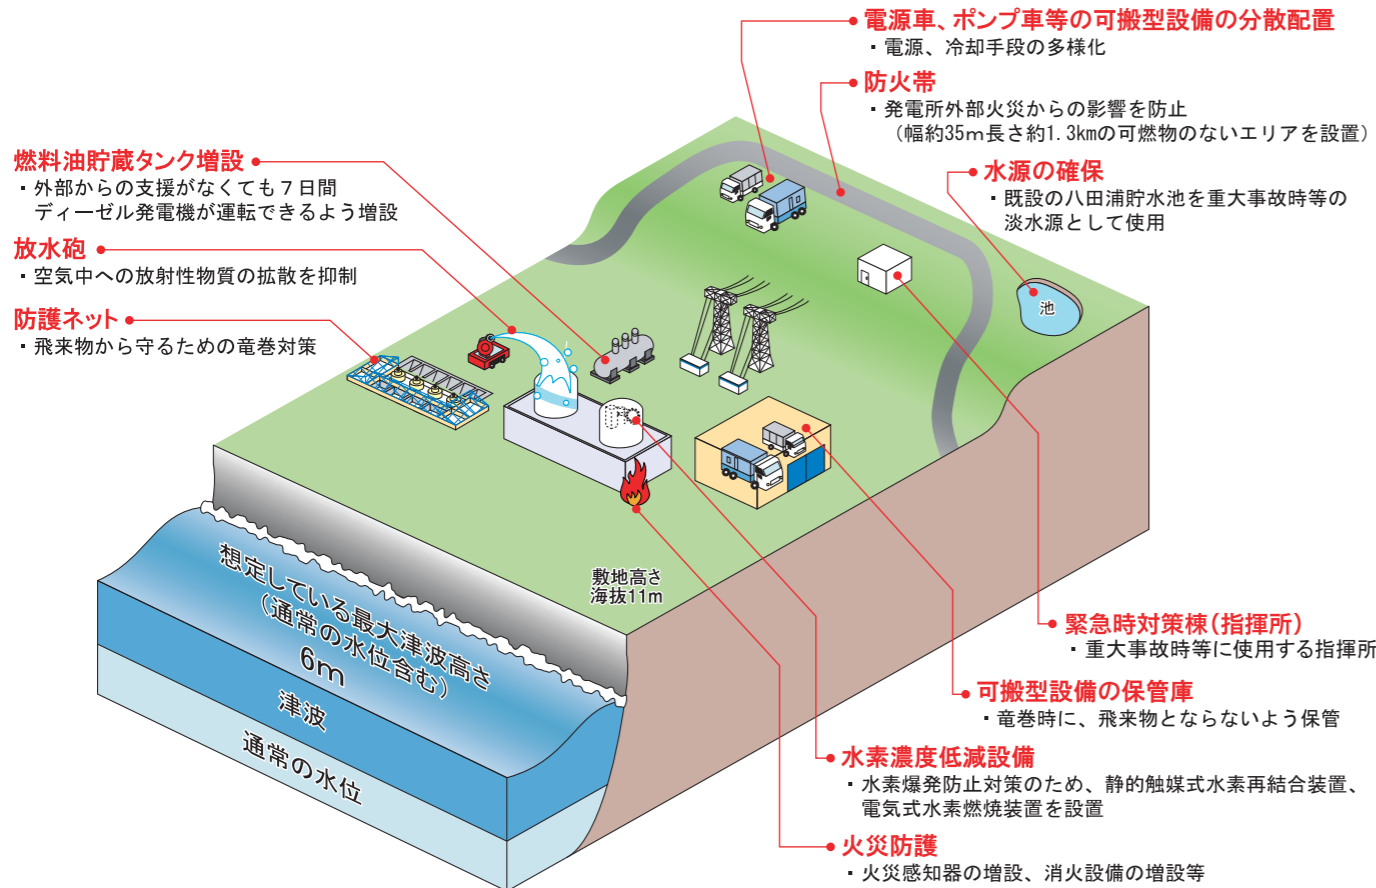 電源車、ポンプ車等の可搬型設備の分散配置
・電源、冷却手段の多様化
防火帯
・発電所外部火災からの影響を防止
（幅約35ｍ長さ約1.3kmの可燃物のないエリアを設置）
水源の確保
・既設の八田浦貯水池を重大事故時等の
淡水源として使用
燃料油貯蔵タンク増設
・外部からの支援がなくても７日間
ディーゼル発電機が運転できるよう増設
放水砲
・空気中への放射性物質の拡散を抑制
防護ネット
・飛来物から守るための竜巻対策
池
敷地高さ
海抜11m
想定している最大津波高さ
（通常の水位含む）
6m
津波
通常の水位
緊急時対策棟（指揮所）
・重大事故時等に使用する指揮所
可搬型設備の保管庫
・竜巻時に、飛来物とならないよう保管
水素濃度低減設備
・水素爆発防止対策のため、静的触媒式水素再結合装置、
電気式水素燃焼装置を設置
火災防護
・火災感知器の増設、消火設備の増設等